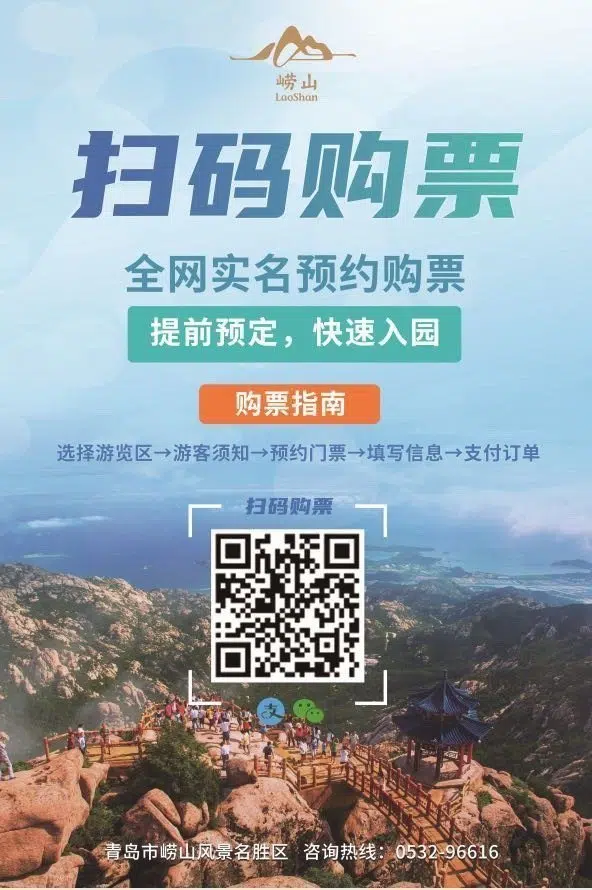 崂山
LaoShan
扫码购票
全网实名预约购票
提前预定，快速入园
购票指南
选择游览区→游客须知→预约门票→填写信息→支付订单
扫码购票
支
青岛市崂山风景名胜区 咨询热线：0532-96616